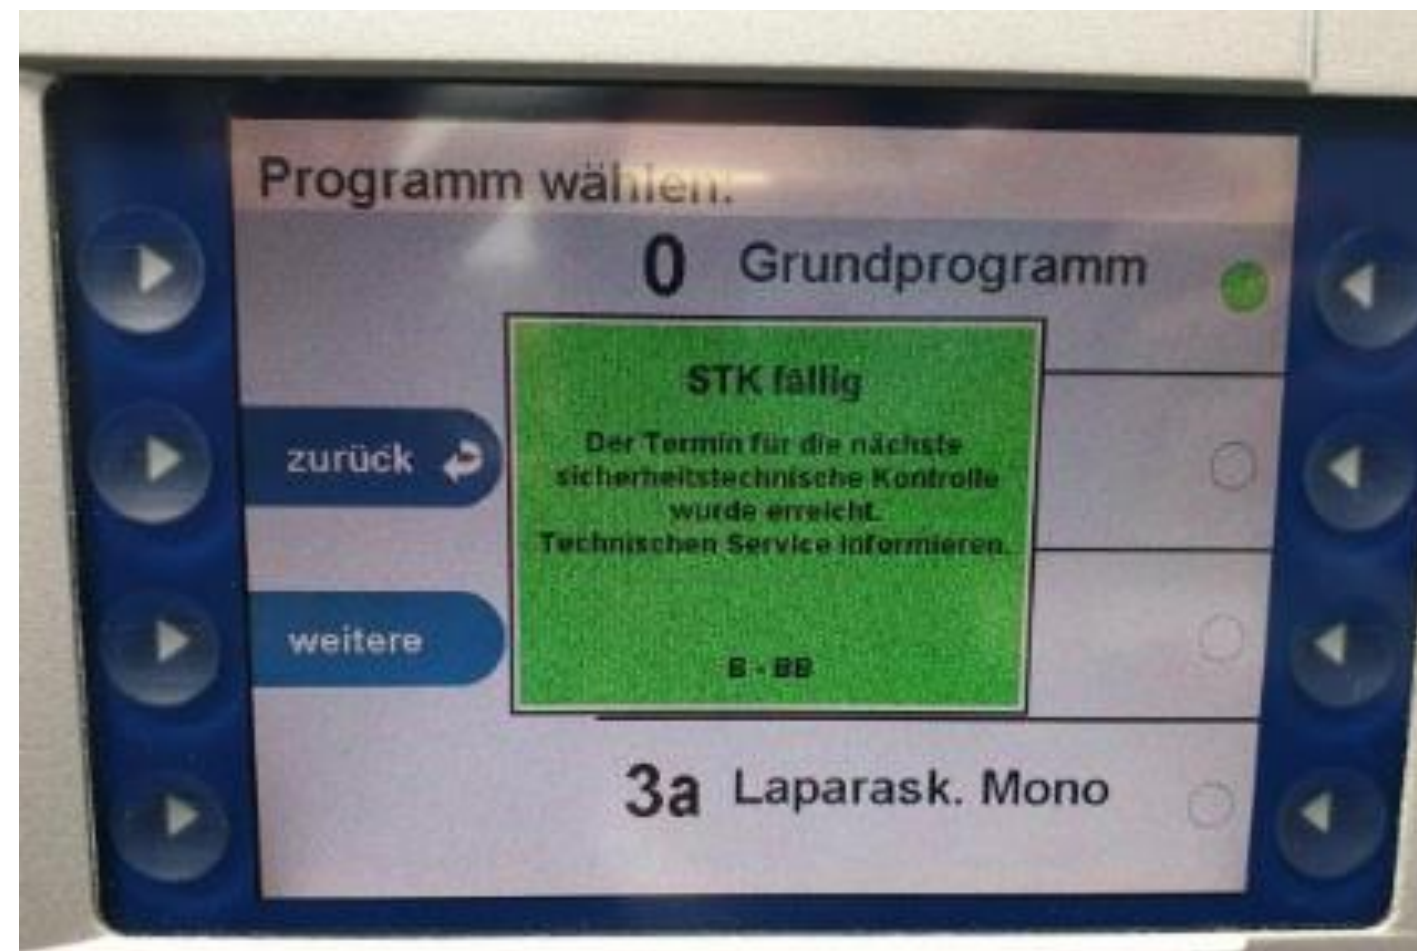 Programm wählen:
0 Grundprogramm
STK fällig
Der Termin für die nächste
sicherheitstechnische Kontrolle
wurde erreicht.
Technischen Service informieren.
B - BB
zurück
weitere
3a Laparask. Mono